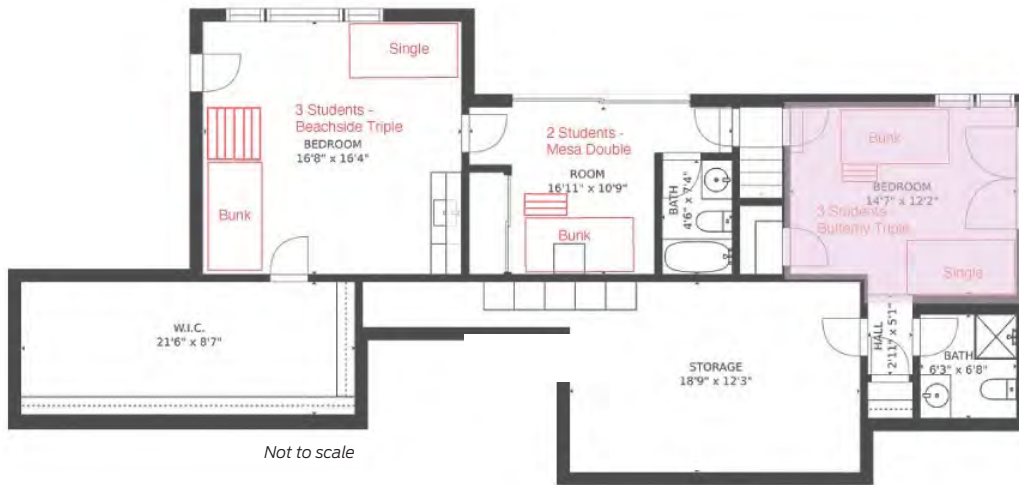 Single
3 Students -
Beachside Triple
BEDROOM
16'8" x 16'4"
Bunk
2 Students -
Mesa Double
ROOM
16'11" x 10'9"
Bunk
BATH
4'6" x 7'4"
Bunk
BEDROOM
14'7" x 12'2"
3 Students -
Butterfly Triple
Single
W.I.C.
21'6" x 8'7"
STORAGE
18'9" x 12'3"
HALL
2'11" x 5'1"
BATH
6'3" x 6'8"
Not to scale